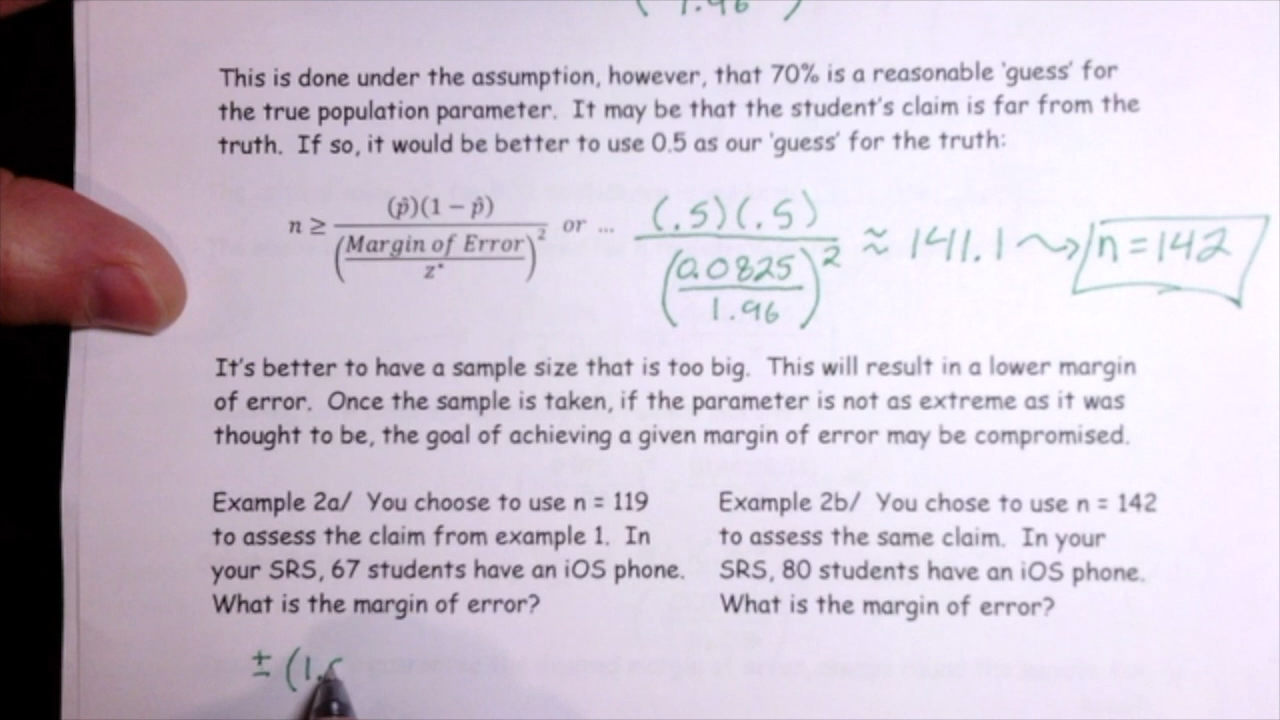 1.96
This is done under the assumption, however, that 70% is a reasonable 'guess' for
the true population parameter. It may be that the student's claim is far from the
truth. If so, it would be better to use 0.5 as our 'guess' for the truth:
n ≥ (p̂)(1 − p̂) / (Margin of Error / z*)² or ... (.5)(.5) / (0.0825 / 1.96)² ≈ 141.1 ⇝ n = 142
It's better to have a sample size that is too big. This will result in a lower margin
of error. Once the sample is taken, if the parameter is not as extreme as it was
thought to be, the goal of achieving a given margin of error may be compromised.
Example 2a/ You choose to use n = 119
to assess the claim from example 1. In
your SRS, 67 students have an iOS phone.
What is the margin of error?
± (1.
Example 2b/ You chose to use n = 142
to assess the same claim. In your
SRS, 80 students have an iOS phone.
What is the margin of error?